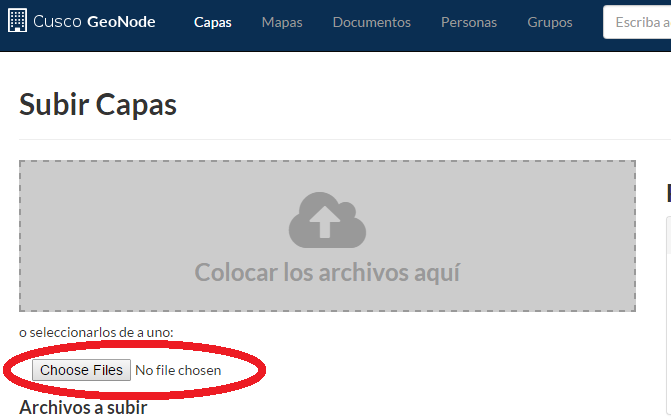 Cusco GeoNode Capas Mapas Documentos Personas Grupos Escriba a
Subir Capas
Colocar los archivos aquí
o seleccionarlos de a uno:
Choose Files No file chosen
Archivos a subir